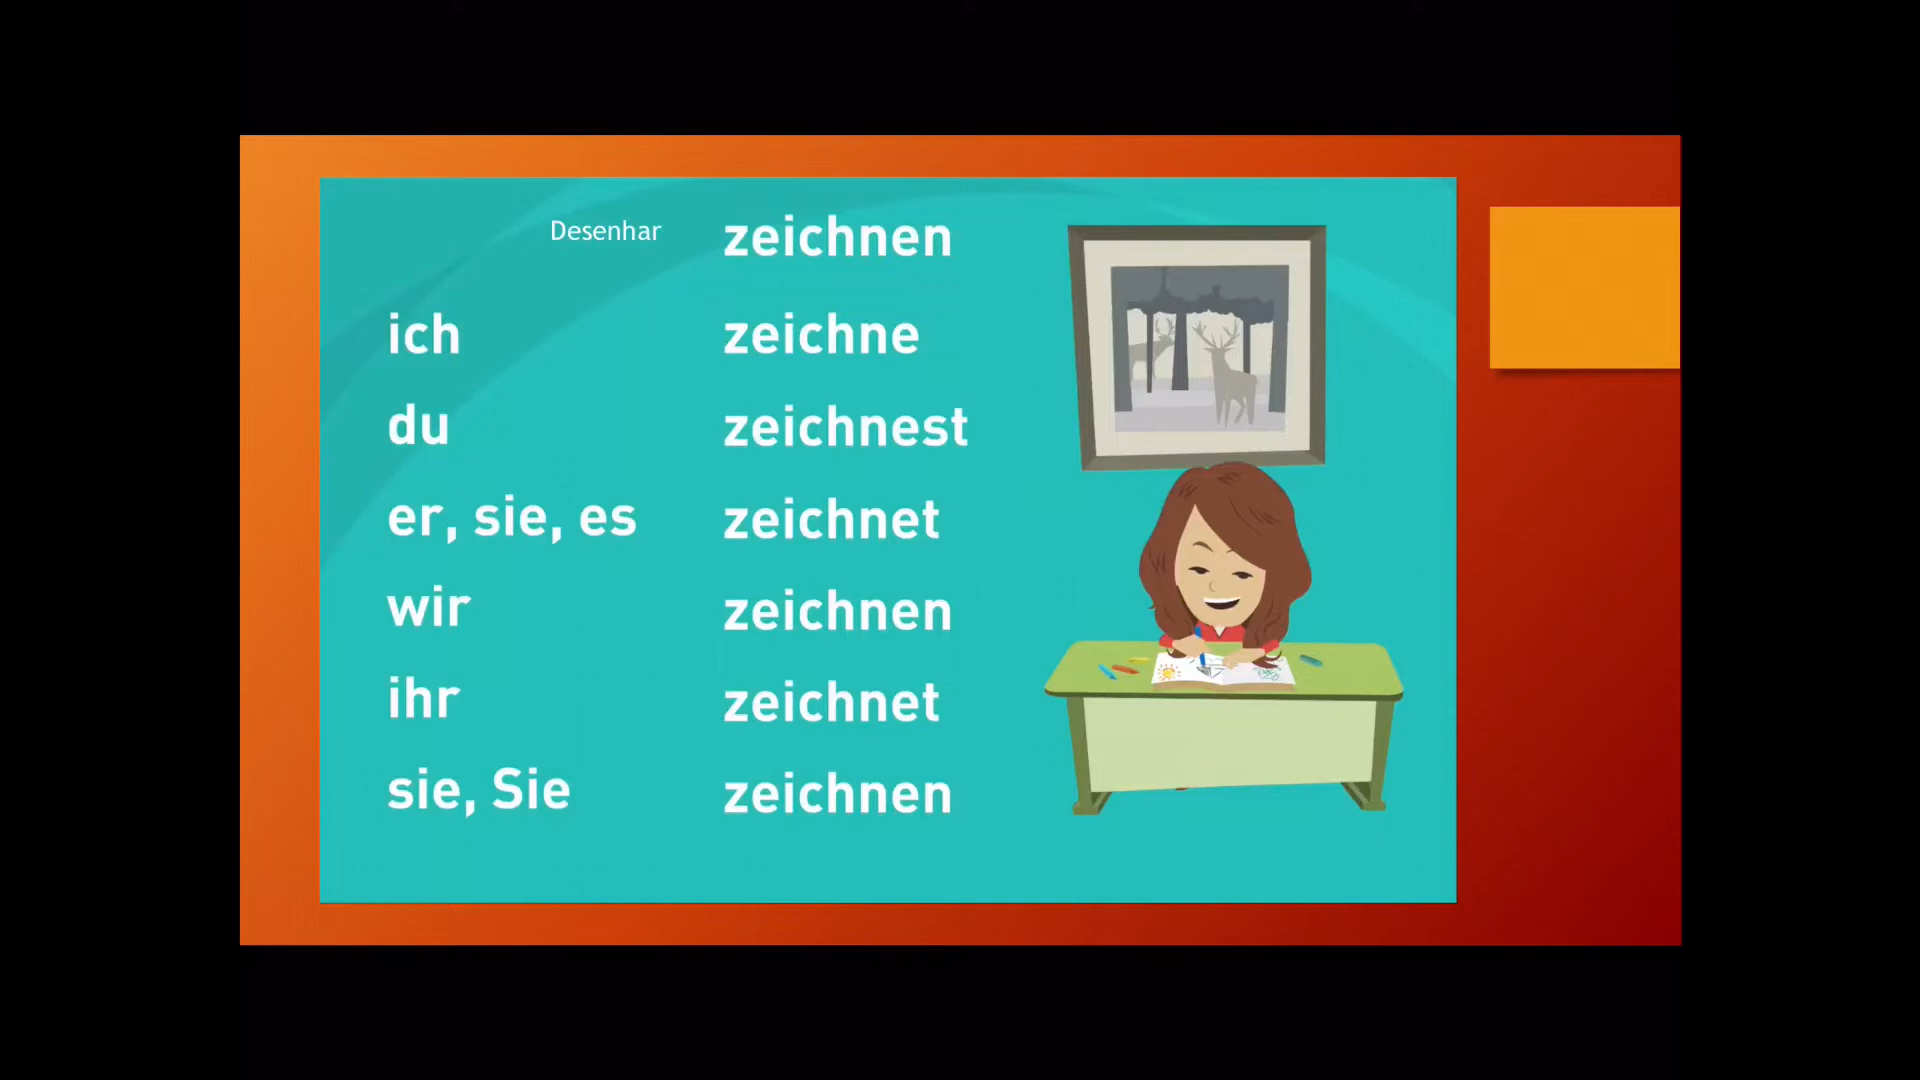 Desenhar zeichnen
ich zeichne
du zeichnest
er, sie, es zeichnet
wir zeichnen
ihr zeichnet
sie, Sie zeichnen